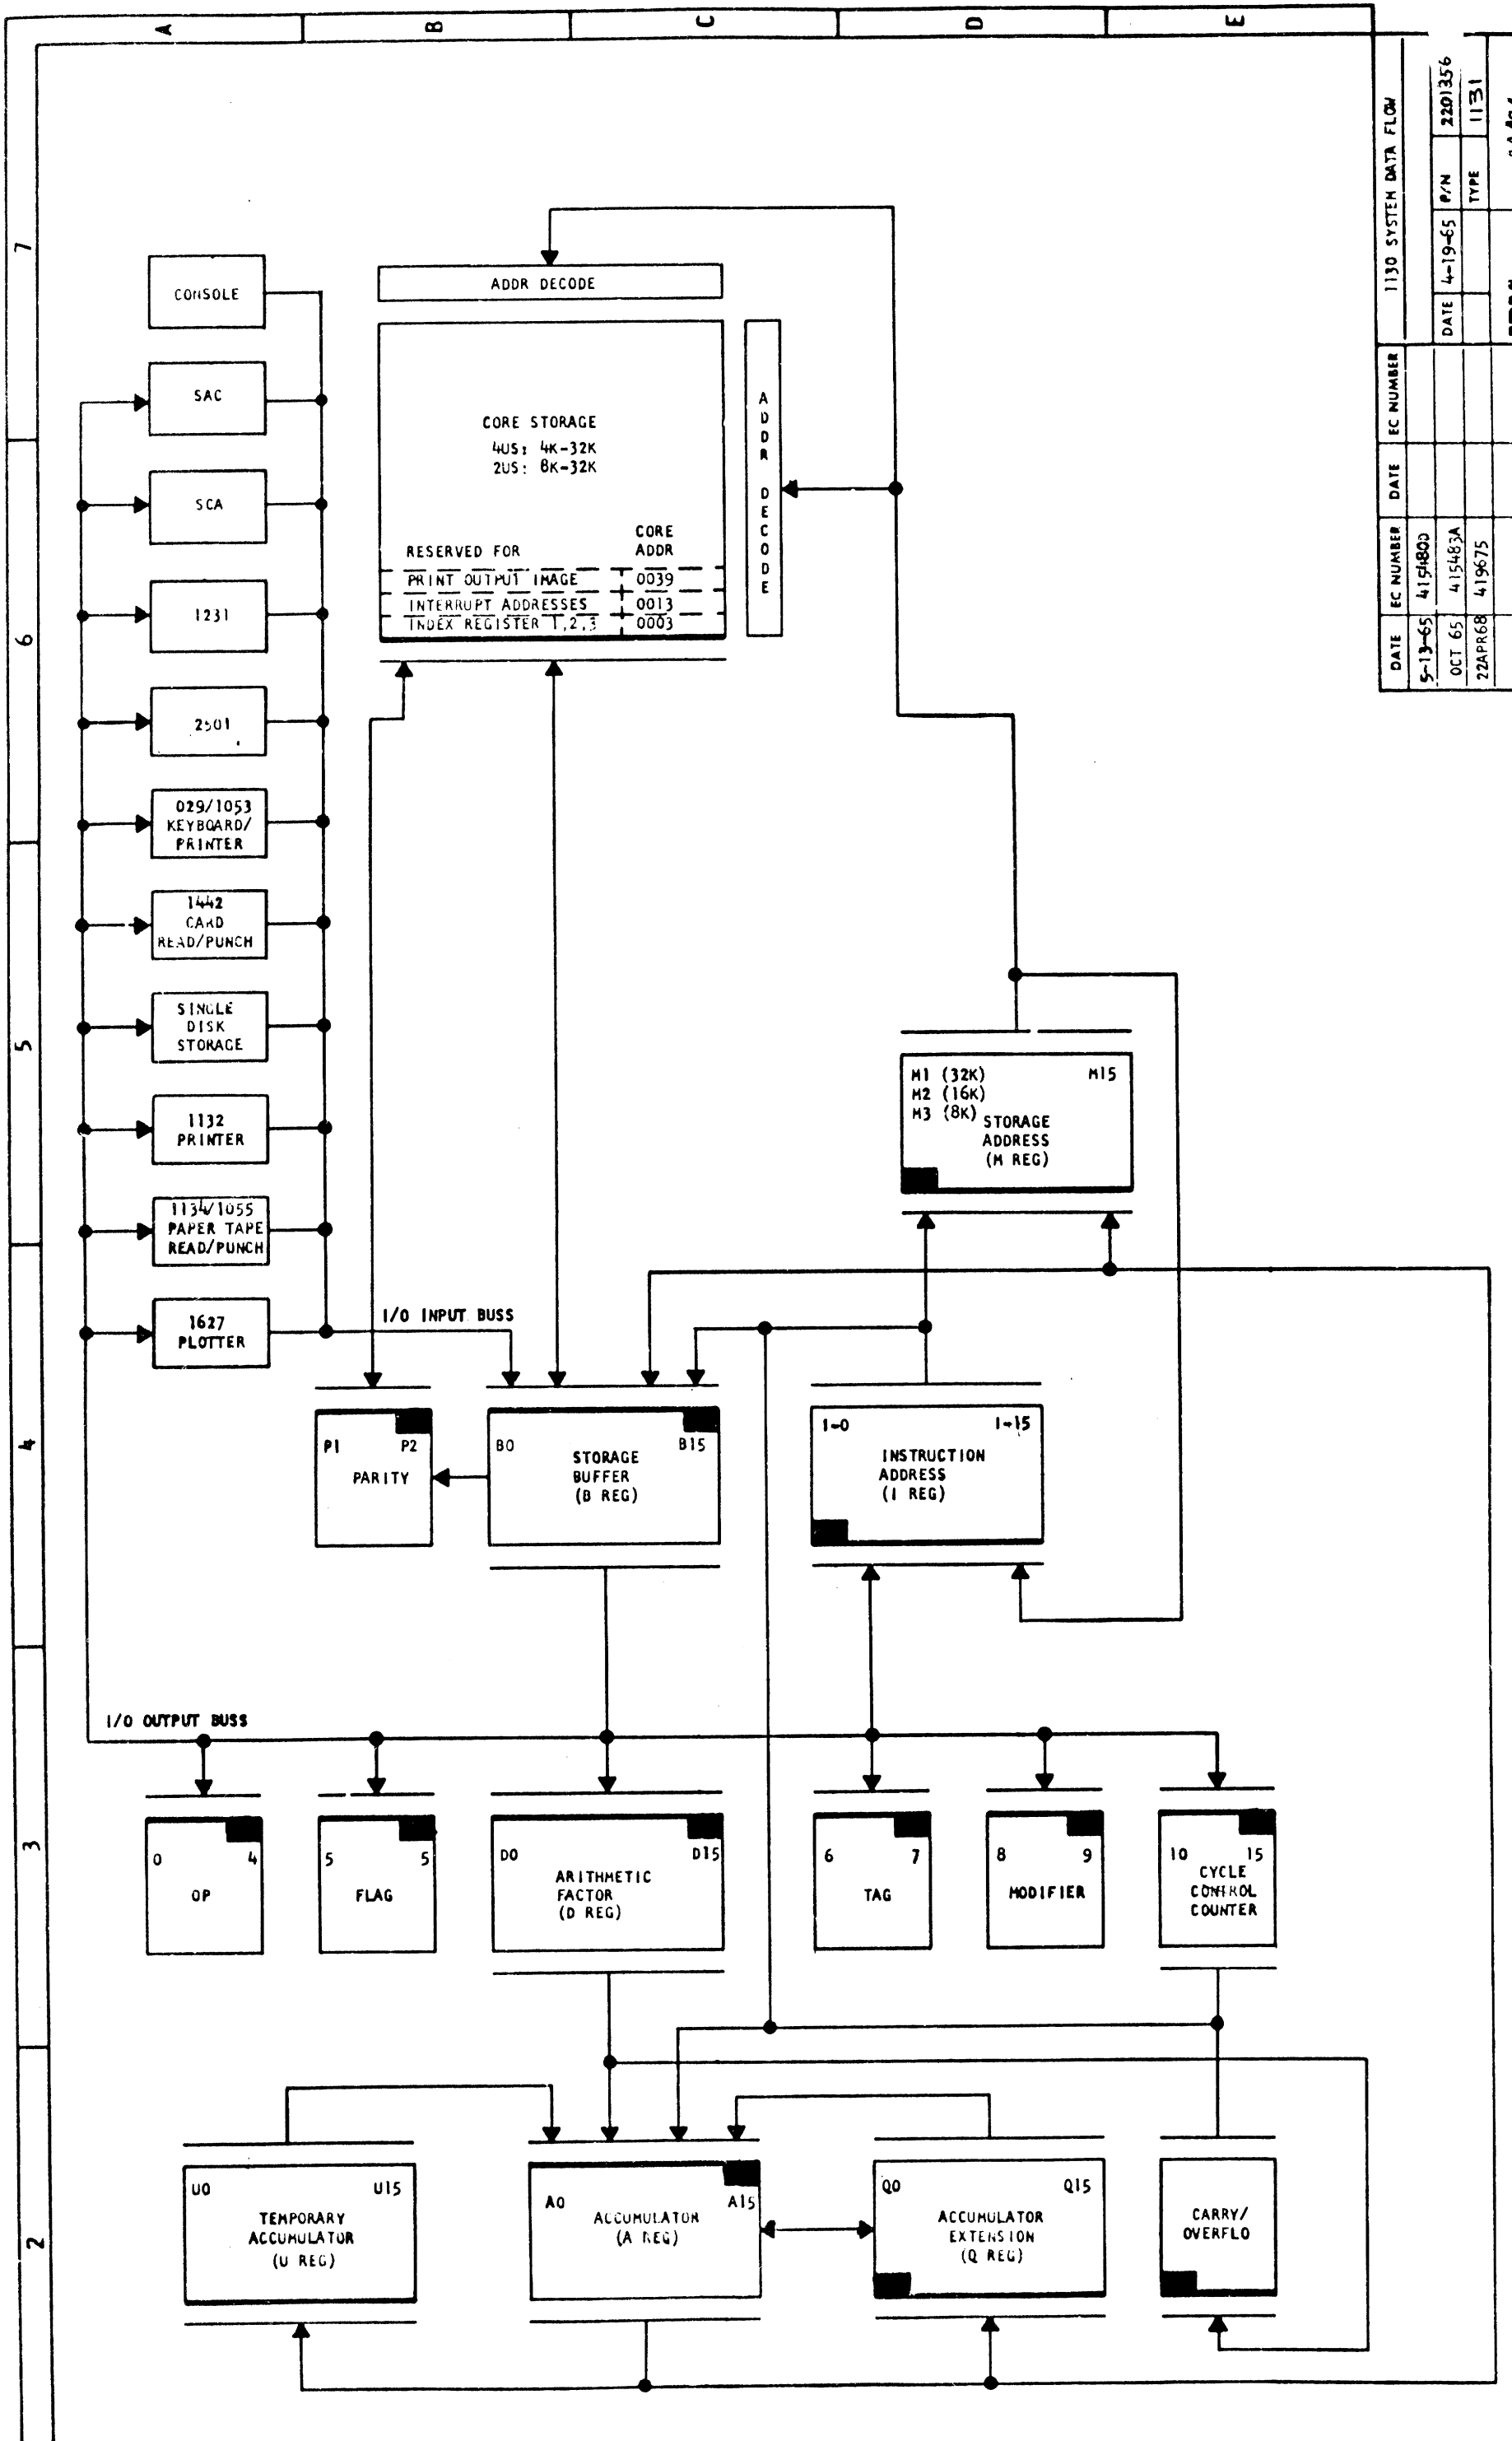 A
B
C
D
E
7
6
5
4
3
2
1130 SYSTEM DATA FLOW
DATE 4-19-65 P/N 2201356
TYPE 1131
DATE EC NUMBER DATE EC NUMBER
5-13-65
OCT 65 415483A
22APR68 419675
CONSOLE
SAC
SCA
1231
2501
029/1053
KEYBOARD/
PRINTER
1442
CARD
READ/PUNCH
SINGLE
DISK
STORAGE
1132
PRINTER
1134/1055
PAPER TAPE
READ/PUNCH
1627
PLOTTER
I/O INPUT BUSS
ADDR DECODE
CORE STORAGE
4US: 4K-32K
2US: 8K-32K
RESERVED FOR
CORE
ADDR
PRINT OUTPUT IMAGE 0039
INTERRUPT ADDRESSES 0013
INDEX REGISTER 1,2,3 0003
ADDR DECODE
M1 (32K) M15
M2 (16K)
M3 (8K)
STORAGE
ADDRESS
(M REG)
P1 P2
PARITY
B0 B15
STORAGE
BUFFER
(B REG)
I-0 I-15
INSTRUCTION
ADDRESS
(I REG)
I/O OUTPUT BUSS
0 4
OP
5 5
FLAG
D0 D15
ARITHMETIC
FACTOR
(D REG)
6 7
TAG
8 9
MODIFIER
10 15
CYCLE
CONTROL
COUNTER
U0 U15
TEMPORARY
ACCUMULATOR
(U REG)
A0 A15
ACCUMULATOR
(A REG)
Q0 Q15
ACCUMULATOR
EXTENSION
(Q REG)
CARRY/
OVERFLO